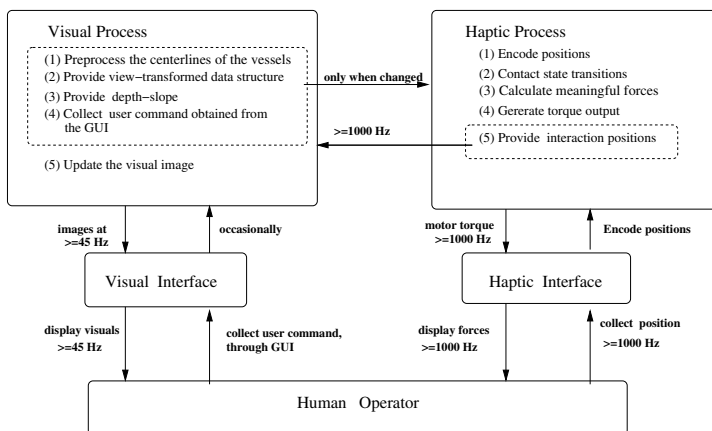 Visual Process
(1) Preprocess the centerlines of the vessels
(2) Provide view-transformed data structure
(3) Provide depth-slope
(4) Collect user command obtained from
the GUI
(5) Update the visual image
only when changed
>=1000 Hz
Haptic Process
(1) Encode positions
(2) Contact state transitions
(3) Calculate meaningful forces
(4) Gererate torque output
(5) Provide interaction positions
images at
>=45 Hz
occasionally
motor torque
>=1000 Hz
Encode positions
Visual Interface
Haptic Interface
display visuals
>=45 Hz
collect user command,
through GUI
display forces
>=1000 Hz
collect position
>=1000 Hz
Human Operator